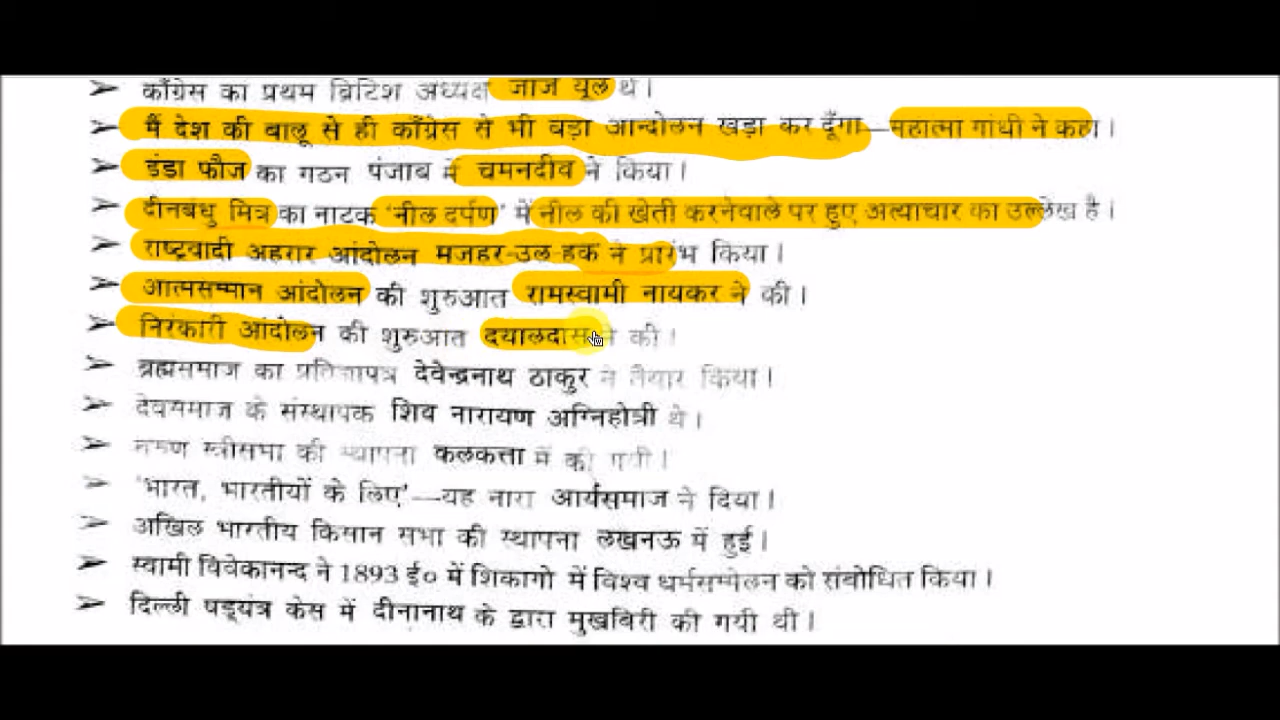 ➤ काँग्रेस का प्रथम ब्रिटिश अध्यक्ष जार्ज यूल थे।
➤ मैं देश की बालू से ही काँग्रेस से भी बड़ा आन्दोलन खड़ा कर दूँगा—महात्मा गांधी ने कहा।
➤ डंडा फौज का गठन पंजाब में चमनदीव ने किया।
➤ दीनबंधु मित्र का नाटक 'नील दर्पण' में नील की खेती करनेवाले पर हुए अत्याचार का उल्लेख है।
➤ राष्ट्रवादी अहरार आंदोलन मजहर-उल-हक ने प्रारंभ किया।
➤ आत्मसम्मान आंदोलन की शुरुआत रामस्वामी नायकर ने की।
➤ निरंकारी आंदोलन की शुरुआत दयालदास ने की।
➤ ब्रह्मसमाज का प्रतिज्ञापत्र देवेन्द्रनाथ ठाकुर ने तैयार किया।
➤ देवसमाज के संस्थापक शिव नारायण अग्निहोत्री थे।
➤ तरुण स्त्रीसभा की स्थापना कलकत्ता में की गयी।
➤ 'भारत, भारतीयों के लिए'—यह नारा आर्यसमाज ने दिया।
➤ अखिल भारतीय किसान सभा की स्थापना लखनऊ में हुई।
➤ स्वामी विवेकानन्द ने 1893 ई० में शिकागो में विश्व धर्मसम्मेलन को संबोधित किया।
➤ दिल्ली षड्यंत्र केस में दीनानाथ के द्वारा मुखबिरी की गयी थी।